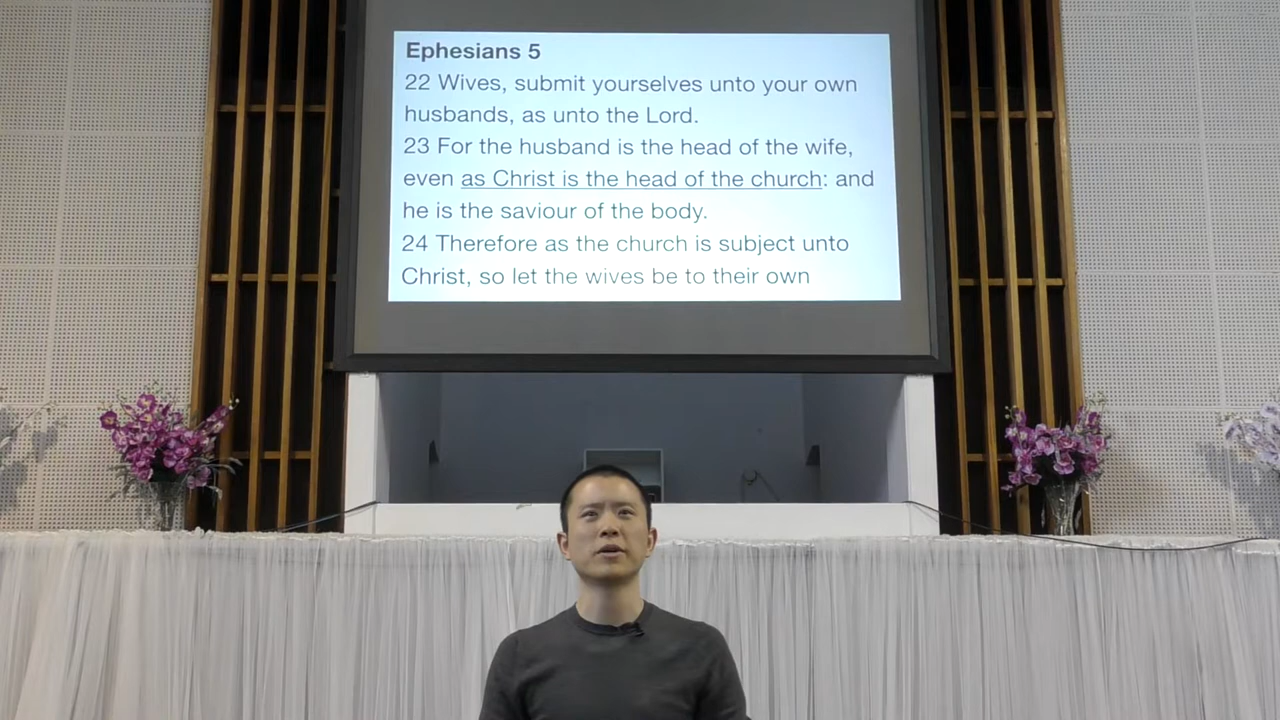 Ephesians 5
22 Wives, submit yourselves unto your own
husbands, as unto the Lord.
23 For the husband is the head of the wife,
even as Christ is the head of the church: and
he is the saviour of the body.
24 Therefore as the church is subject unto
Christ, so let the wives be to their own